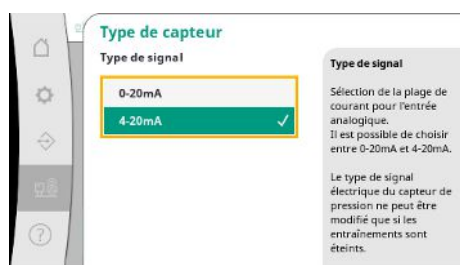 Type de capteur
Type de signal
0-20mA
4-20mA
Type de signal
Sélection de la plage de
courant pour l'entrée
analogique.
Il est possible de choisir
entre 0-20mA et 4-20mA.
Le type de signal
électrique du capteur de
pression ne peut être
modifié que si les
entraînements sont
éteints.